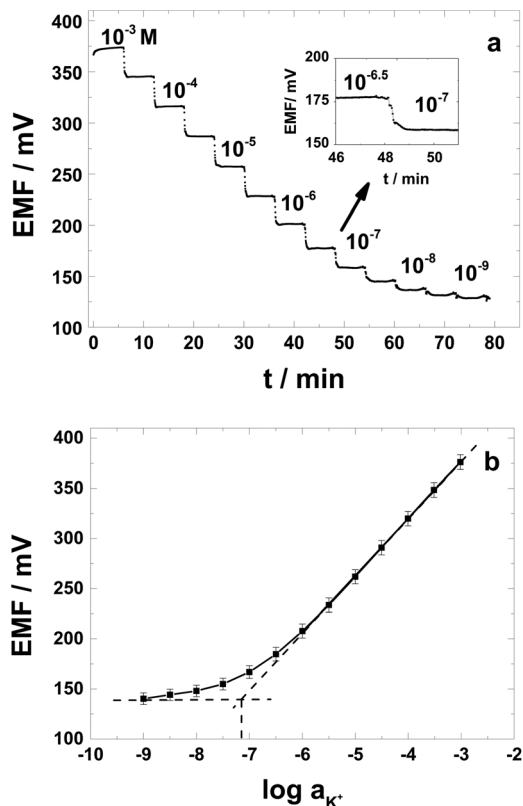 a
EMF / mV
400
350
300
250
200
150
100
10⁻³ M
10⁻⁴
10⁻⁵
10⁻⁶
10⁻⁷
10⁻⁸
10⁻⁹
EMF/ mV
200
175
150
10⁻⁶·⁵
10⁻⁷
46 48 50
t / min
0 10 20 30 40 50 60 70 80 90
t / min
b
EMF / mV
400
350
300
250
200
150
100
-10 -9 -8 -7 -6 -5 -4 -3 -2
log a_K⁺